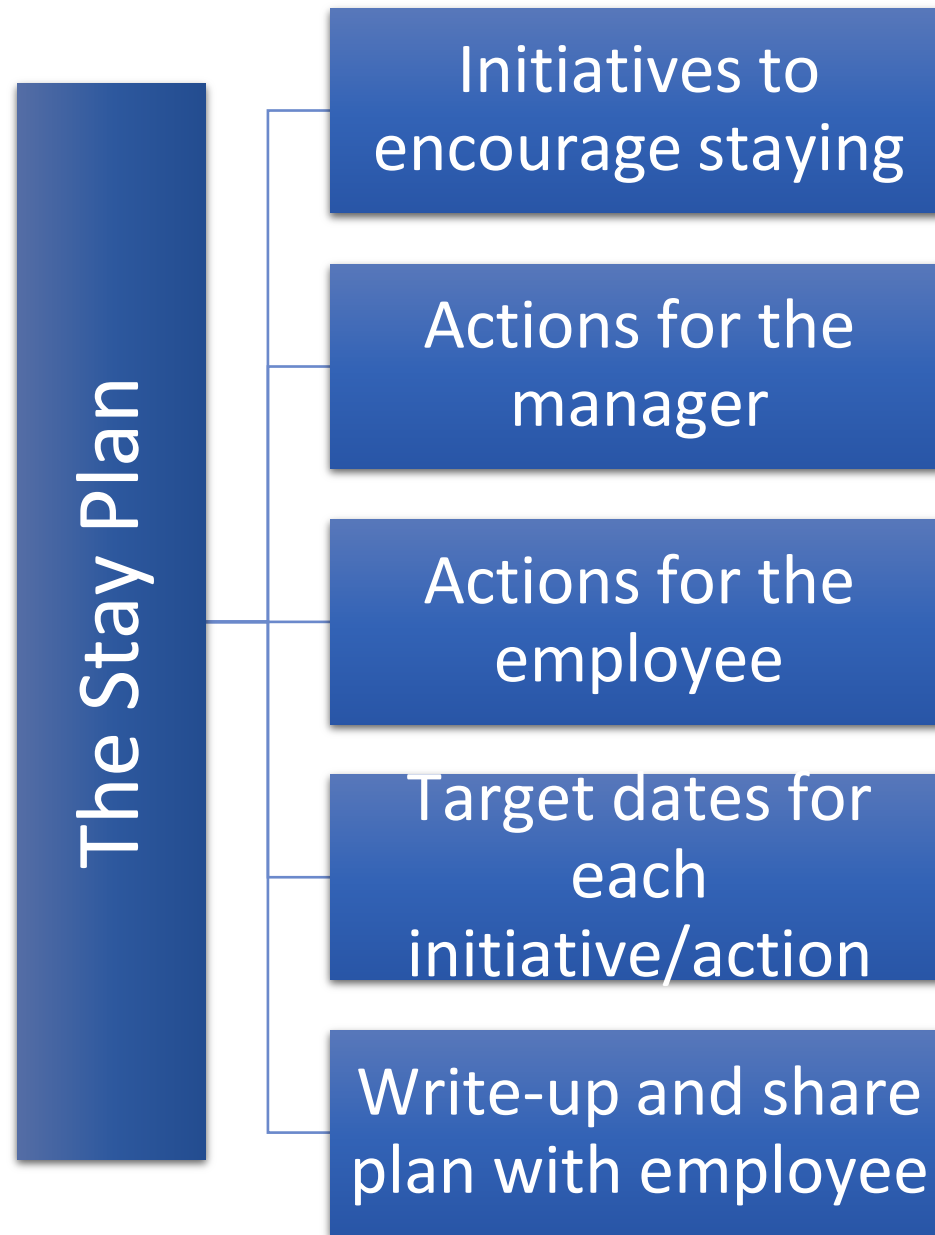 The Stay Plan
Initiatives to
encourage staying
Actions for the
manager
Actions for the
employee
Target dates for
each
initiative/action
Write-up and share
plan with employee